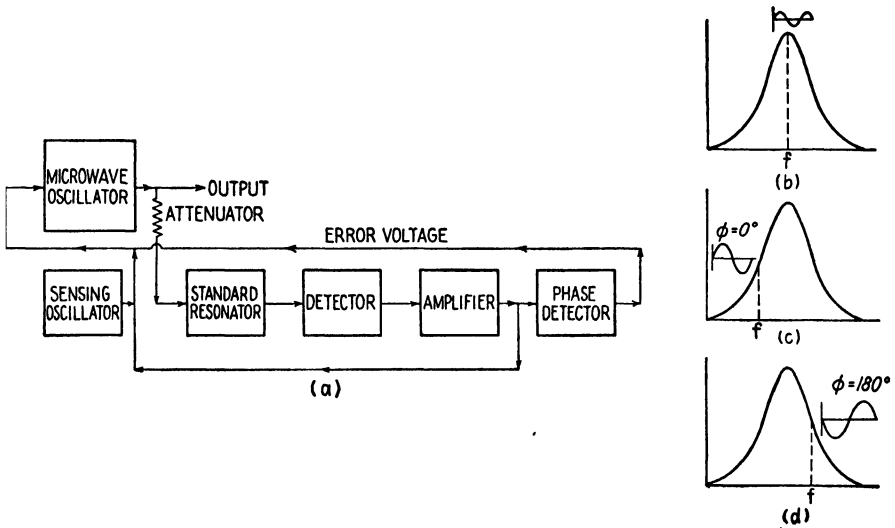 MICROWAVE
OSCILLATOR
OUTPUT
ATTENUATOR
ERROR VOLTAGE
SENSING
OSCILLATOR
STANDARD
RESONATOR
DETECTOR
AMPLIFIER
PHASE
DETECTOR
(a)
f
(b)
ϕ=0°
f
(c)
ϕ=180°
f
(d)